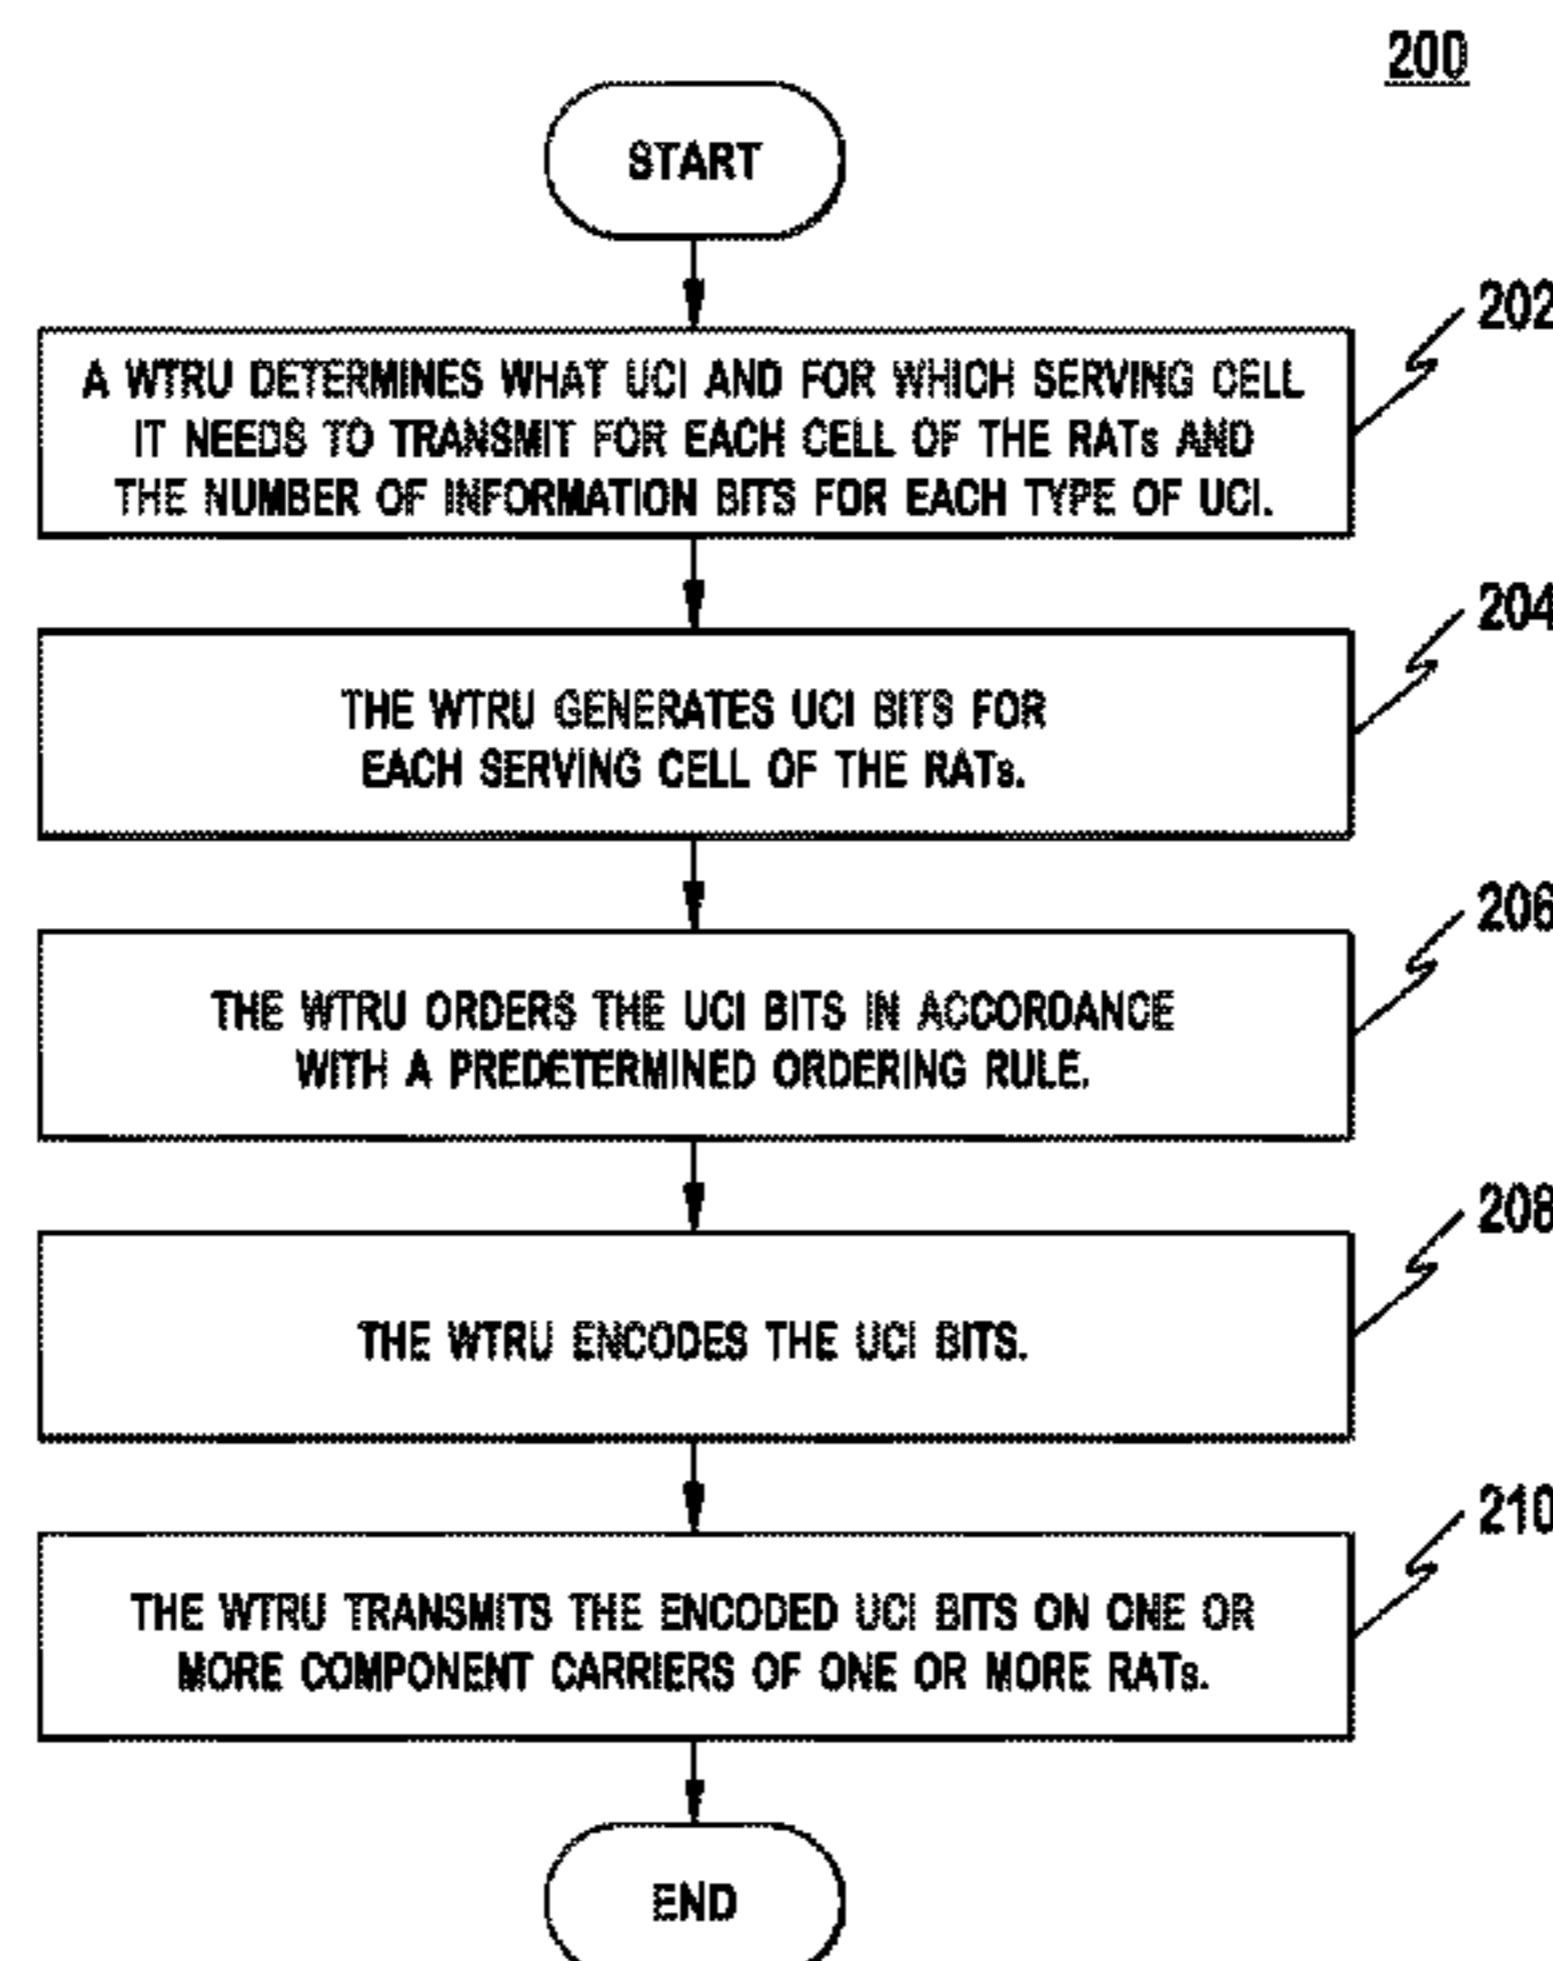 200
START
202
A WTRU DETERMINES WHAT UCI AND FOR WHICH SERVING CELL
IT NEEDS TO TRANSMIT FOR EACH CELL OF THE RATs AND
THE NUMBER OF INFORMATION BITS FOR EACH TYPE OF UCI.
204
THE WTRU GENERATES UCI BITS FOR
EACH SERVING CELL OF THE RATs.
206
THE WTRU ORDERS THE UCI BITS IN ACCORDANCE
WITH A PREDETERMINED ORDERING RULE.
208
THE WTRU ENCODES THE UCI BITS.
210
THE WTRU TRANSMITS THE ENCODED UCI BITS ON ONE OR
MORE COMPONENT CARRIERS OF ONE OR MORE RATs.
END